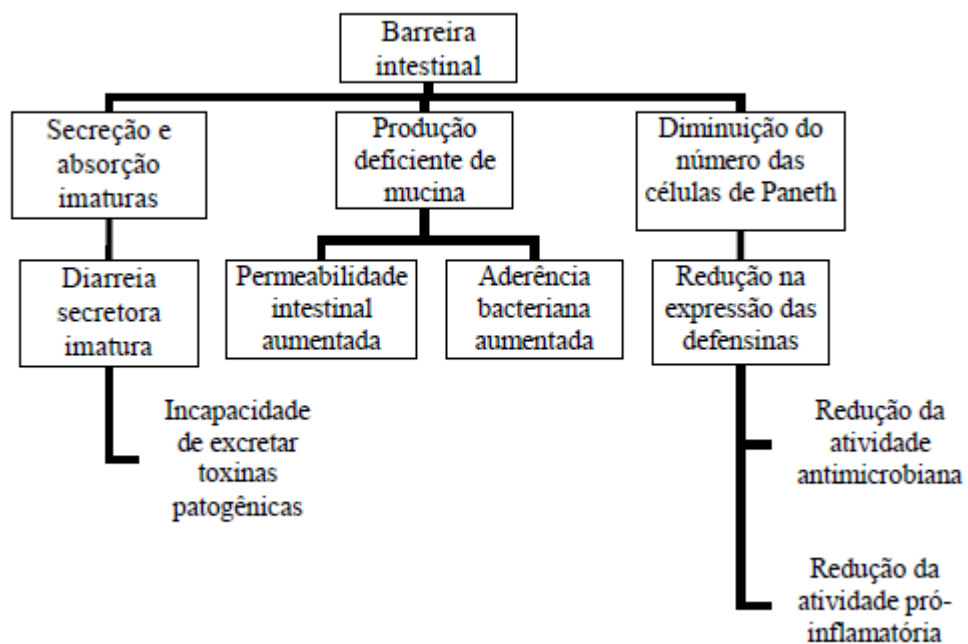 Barreira
intestinal
Secreção e
absorção
imaturas
Produção
deficiente de
mucina
Diminuição do
número das
células de Paneth
Diarreia
secretora
imatura
Permeabilidade
intestinal
aumentada
Aderência
bacteriana
aumentada
Redução na
expressão das
defensinas
Incapacidade
de excretar
toxinas
patogênicas
Redução da
atividade
antimicrobiana
Redução da
atividade pró-
inflamatória